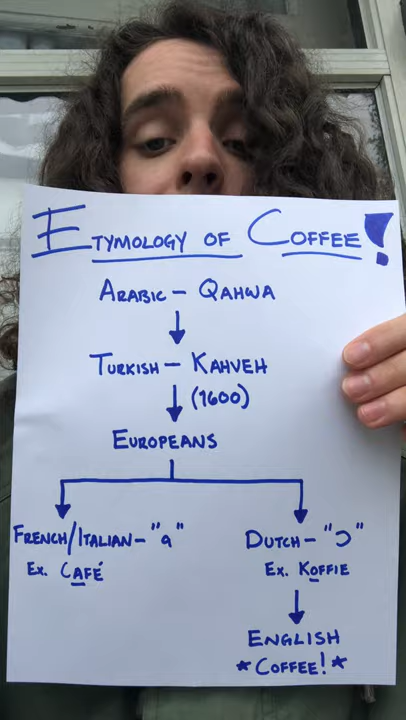 ETYMOLOGY OF COFFEE!
ARABIC - QAHWA
TURKISH - KAHVEH
(1600)
EUROPEANS
FRENCH/ITALIAN - "a"
EX. CAFÉ
DUTCH - "Ɔ"
EX. KOFFIE
ENGLISH
*COFFEE!*